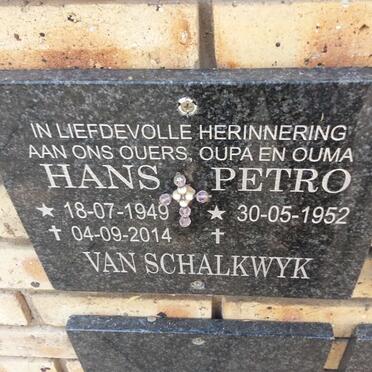 IN LIEFDEVOLLE HERINNERING
AAN ONS OUERS, OUPA EN OUMA
HANS PETRO
★ 18-07-1949 ★ 30-05-1952
✝ 04-09-2014 ✝
VAN SCHALKWYK